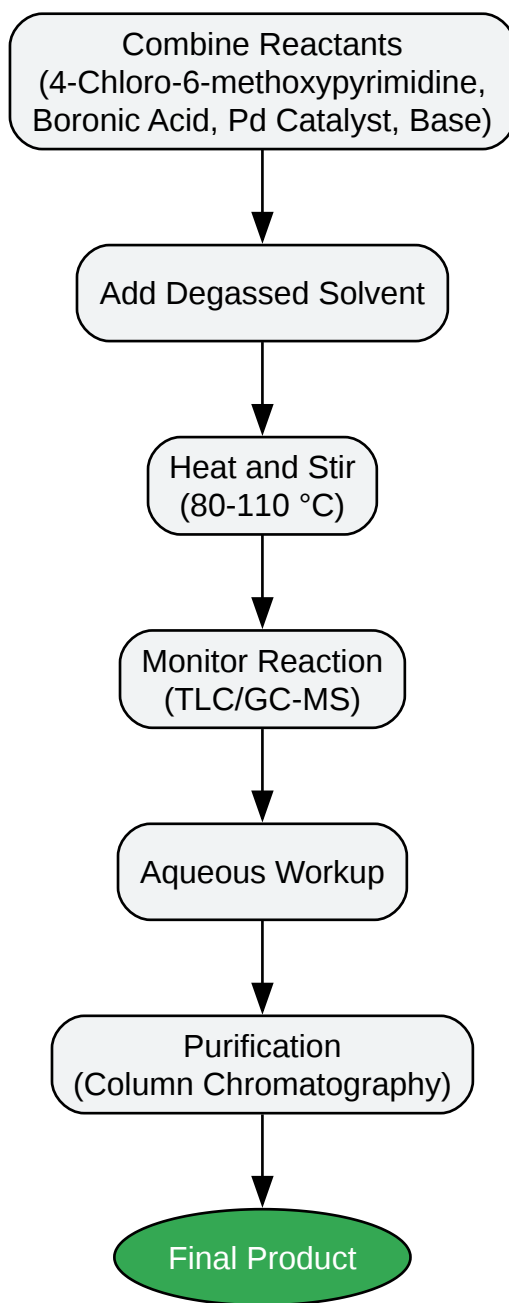 Combine Reactants
(4-Chloro-6-methoxypyrimidine,
Boronic Acid, Pd Catalyst, Base)
Add Degassed Solvent
Heat and Stir
(80-110 °C)
Monitor Reaction
(TLC/GC-MS)
Aqueous Workup
Purification
(Column Chromatography)
Final Product